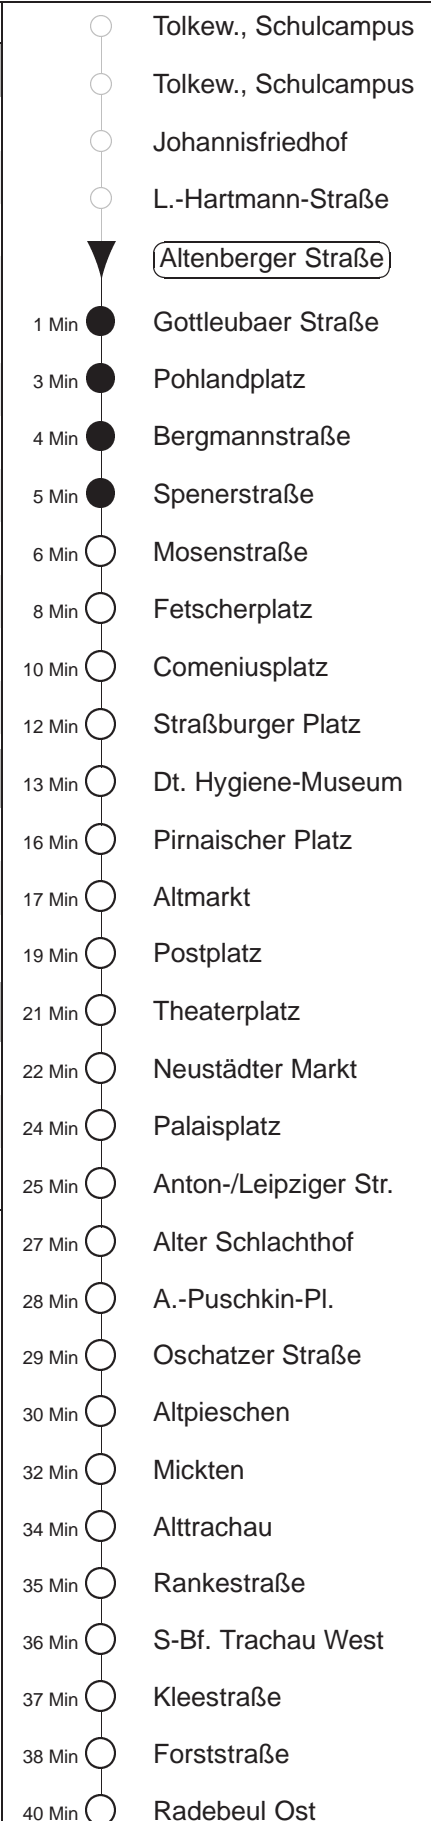 Tolkew., Schulcampus
Tolkew., Schulcampus
Johannisfriedhof
L.-Hartmann-Straße
Altenberger Straße
1 Min Gottleubaer Straße
3 Min Pohlandplatz
4 Min Bergmannstraße
5 Min Spenerstraße
6 Min Mosenstraße
8 Min Fetscherplatz
10 Min Comeniusplatz
12 Min Straßburger Platz
13 Min Dt. Hygiene-Museum
16 Min Pirnaischer Platz
17 Min Altmarkt
19 Min Postplatz
21 Min Theaterplatz
22 Min Neustädter Markt
24 Min Palaisplatz
25 Min Anton-/Leipziger Str.
27 Min Alter Schlachthof
28 Min A.-Puschkin-Pl.
29 Min Oschatzer Straße
30 Min Altpieschen
32 Min Mickten
34 Min Alttrachau
35 Min Rankestraße
36 Min S-Bf. Trachau West
37 Min Kleestraße
38 Min Forststraße
40 Min Radebeul Ost